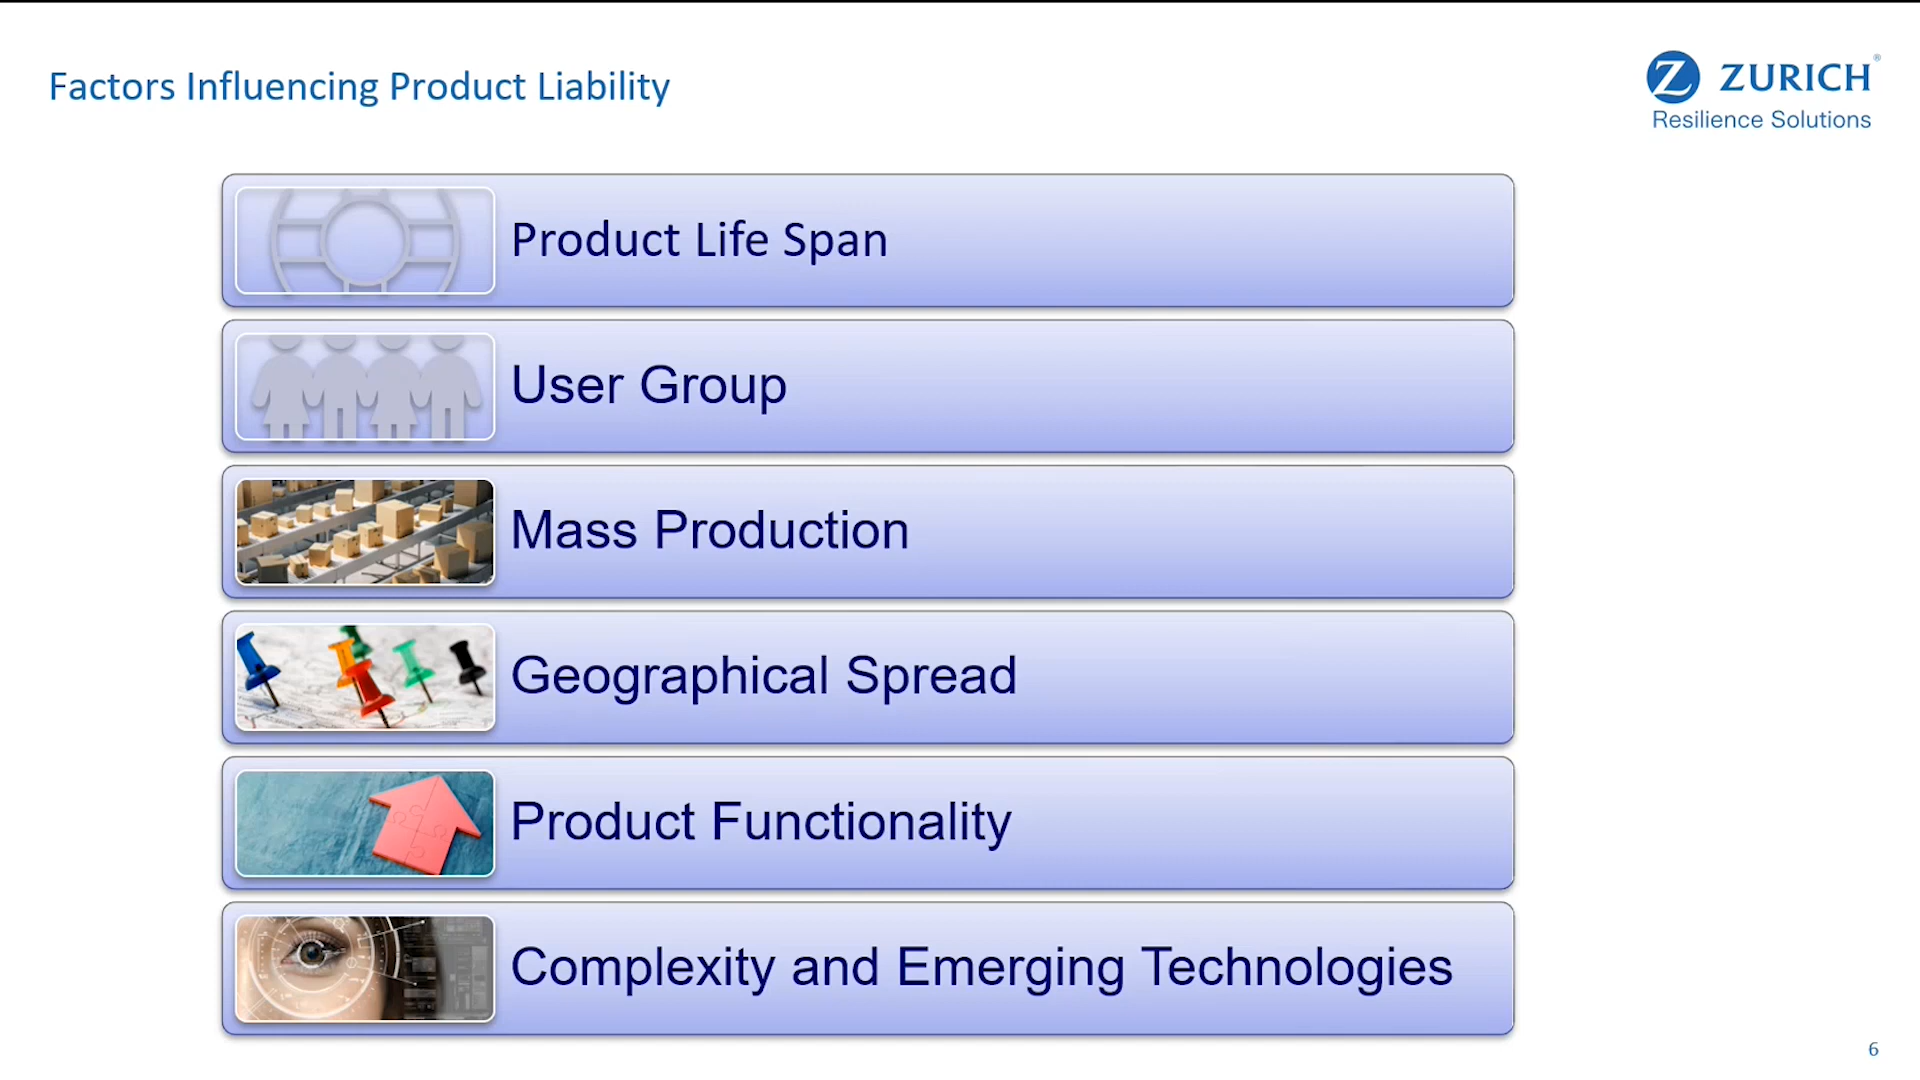 Factors Influencing Product Liability
ZURICH®
Resilience Solutions
Product Life Span
User Group
Mass Production
Geographical Spread
Product Functionality
Complexity and Emerging Technologies
6